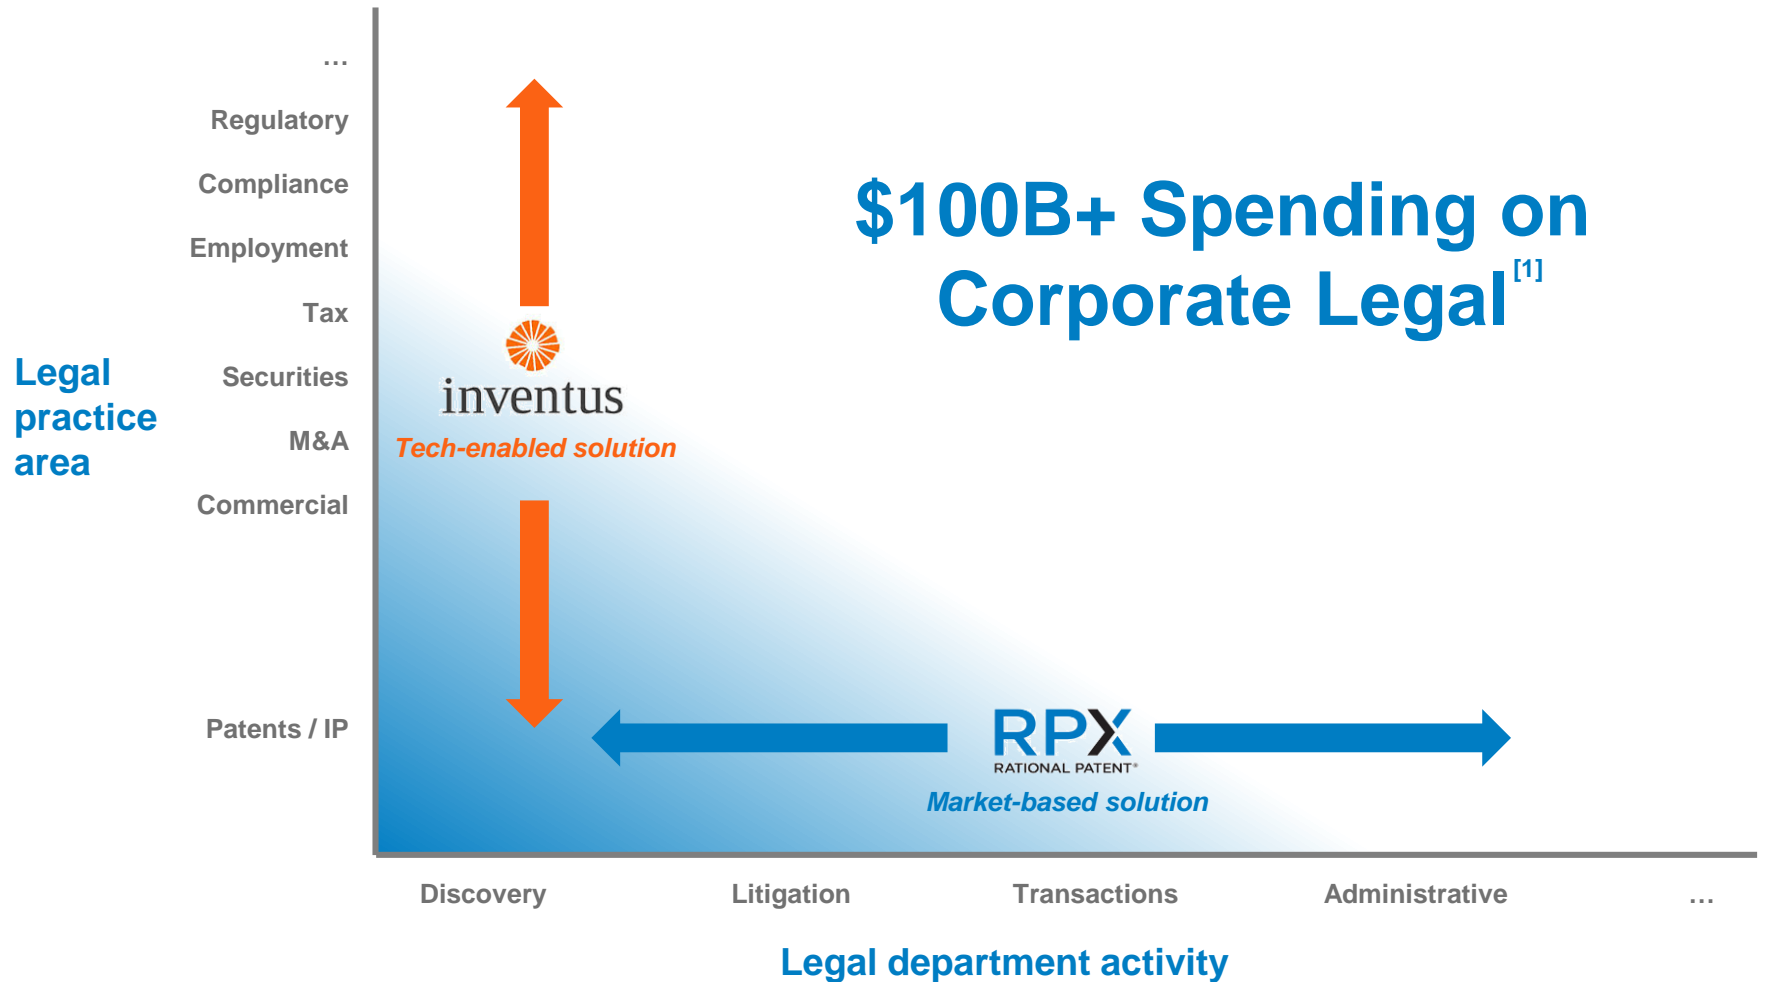 …
Regulatory
Compliance
Employment
Tax
Securities
M&A
Commercial
Patents / IP
Legal
practice
area
$100B+ Spending on
Corporate Legal[1]
inventus
Tech-enabled solution
RPX
RATIONAL PATENT®
Market-based solution
Discovery
Litigation
Transactions
Administrative
…
Legal department activity